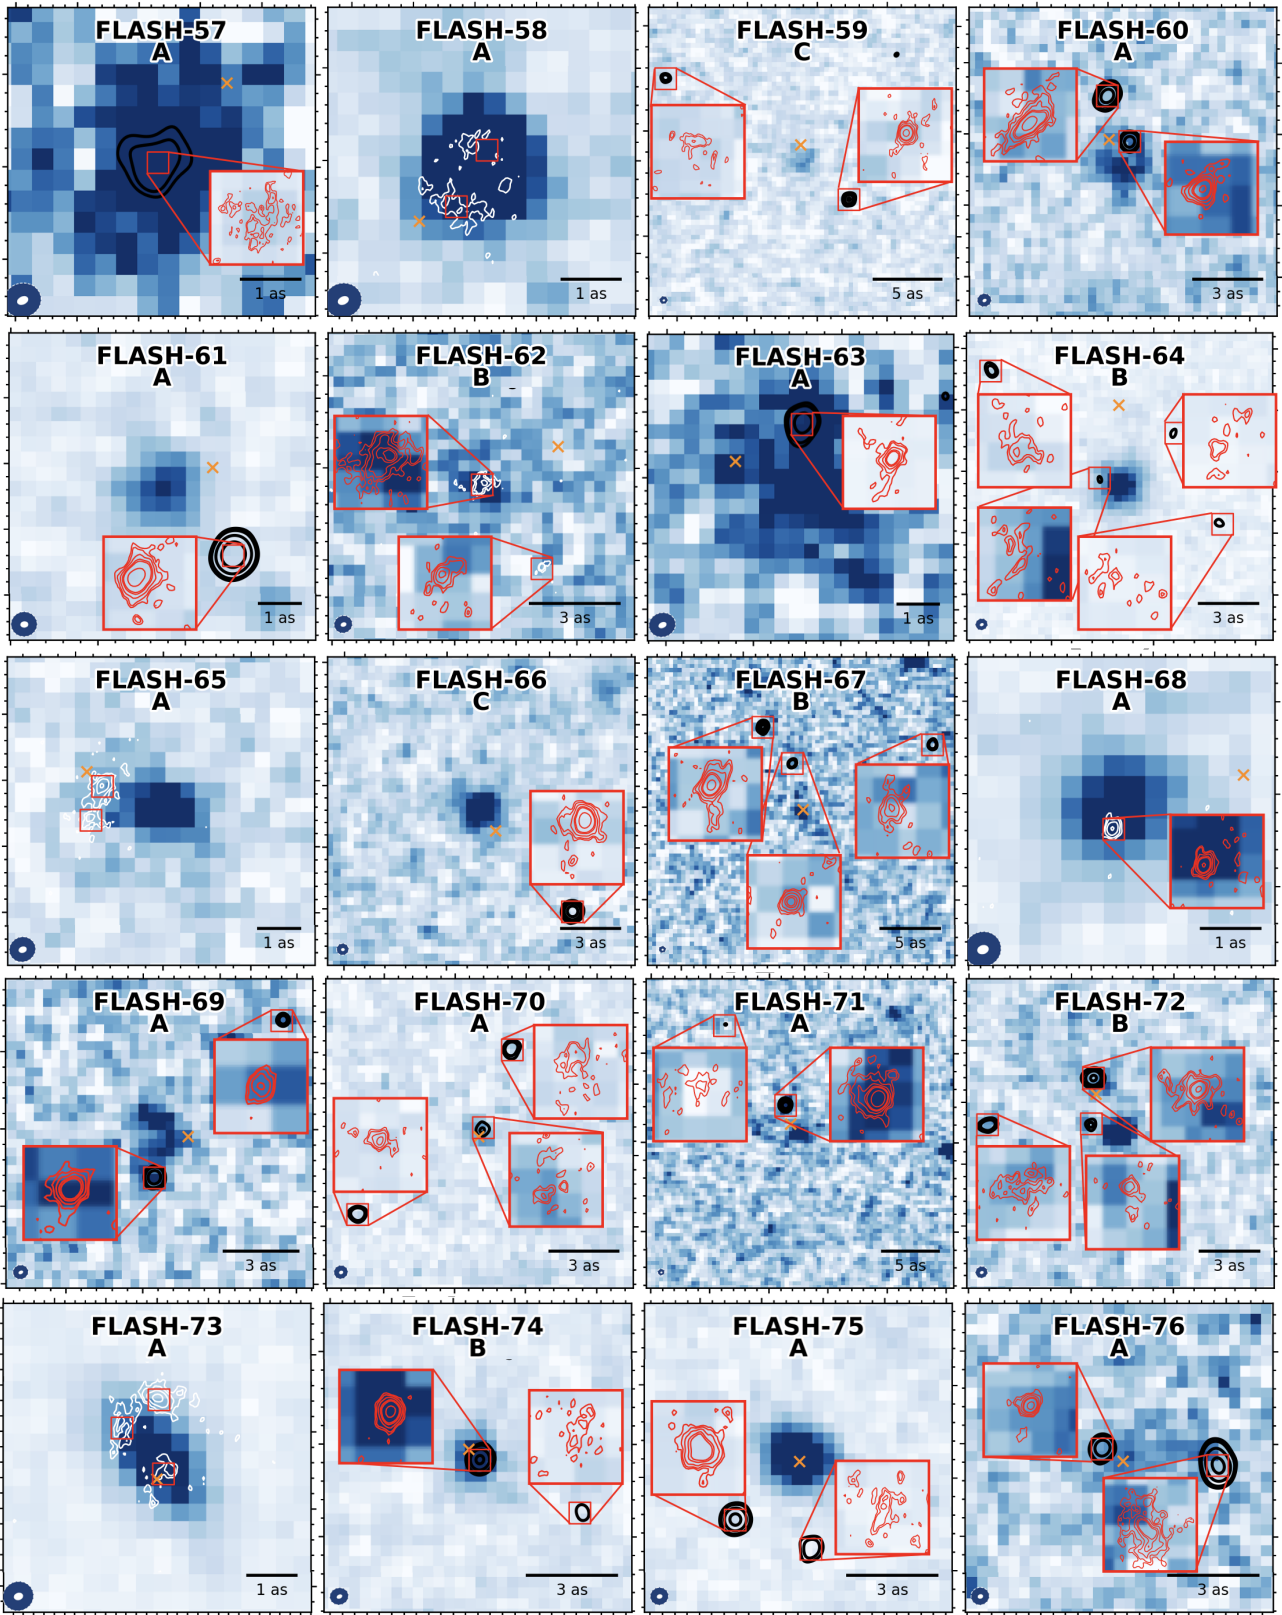 FLASH-57
A
1 as
FLASH-58
A
1 as
FLASH-59
C
5 as
FLASH-60
A
3 as
FLASH-61
A
1 as
FLASH-62
B
3 as
FLASH-63
A
1 as
FLASH-64
B
3 as
FLASH-65
A
1 as
FLASH-66
C
3 as
FLASH-67
B
5 as
FLASH-68
A
1 as
FLASH-69
A
3 as
FLASH-70
A
3 as
FLASH-71
A
5 as
FLASH-72
B
3 as
FLASH-73
A
1 as
FLASH-74
B
3 as
FLASH-75
A
3 as
FLASH-76
A
3 as